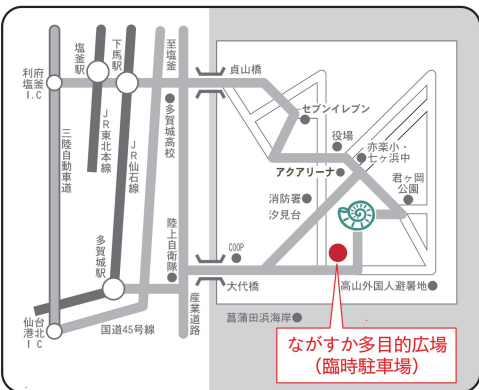 塩釜駅
下馬駅
至塩釜
利府
塩釜
I.C
貞山橋
多賀城高校
セブンイレブン
役場
亦楽小・
七ヶ浜中
アクアリーナ
君ヶ岡
公園
三陸自動車道
JR東北本線
JR仙石線
消防署
汐見台
陸上自衛隊
多賀城駅
COOP
大代橋
高山外国人避暑地
仙台
港北
IC
国道45号線
産業道路
菖蒲田浜海岸
ながすか多目的広場
（臨時駐車場）